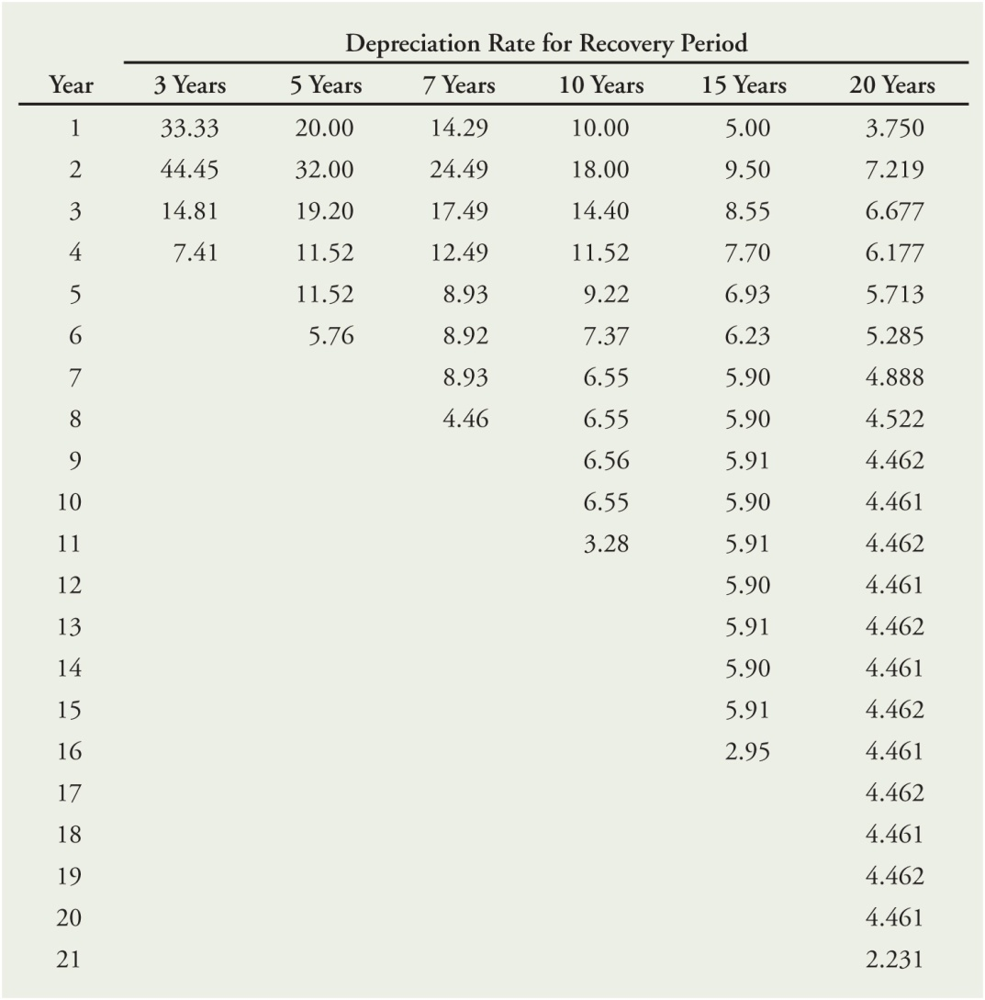 Depreciation Rate for Recovery Period
Year 3 Years 5 Years 7 Years 10 Years 15 Years 20 Years
1 33.33 20.00 14.29 10.00 5.00 3.750
2 44.45 32.00 24.49 18.00 9.50 7.219
3 14.81 19.20 17.49 14.40 8.55 6.677
4 7.41 11.52 12.49 11.52 7.70 6.177
5 11.52 8.93 9.22 6.93 5.713
6 5.76 8.92 7.37 6.23 5.285
7 8.93 6.55 5.90 4.888
8 4.46 6.55 5.90 4.522
9 6.56 5.91 4.462
10 6.55 5.90 4.461
11 3.28 5.91 4.462
12 5.90 4.461
13 5.91 4.462
14 5.90 4.461
15 5.91 4.462
16 2.95 4.461
17 4.462
18 4.461
19 4.462
20 4.461
21 2.231